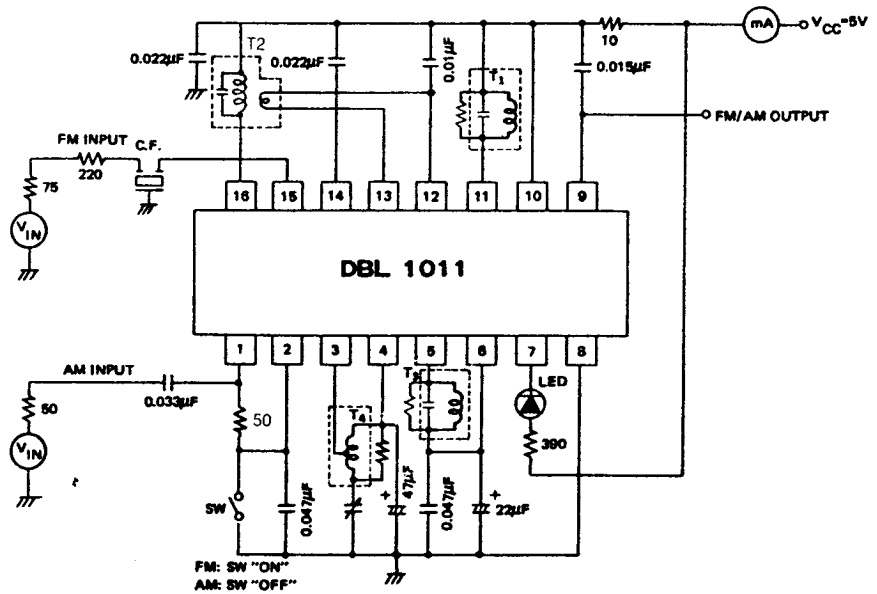 mA
VCC=5V
10
T2
0.022μF
0.022μF
0.01μF
T1
0.015μF
FM/AM OUTPUT
FM INPUT
C.F.
220
75
VIN
16
15
14
13
12
11
10
9
DBL 1011
1
2
3
4
5
6
7
8
AM INPUT
0.033μF
50
VIN
50
T4
LED
390
SW
0.047μF
+
47μF
0.047μF
+
22μF
FM: SW "ON"
AM: SW "OFF"